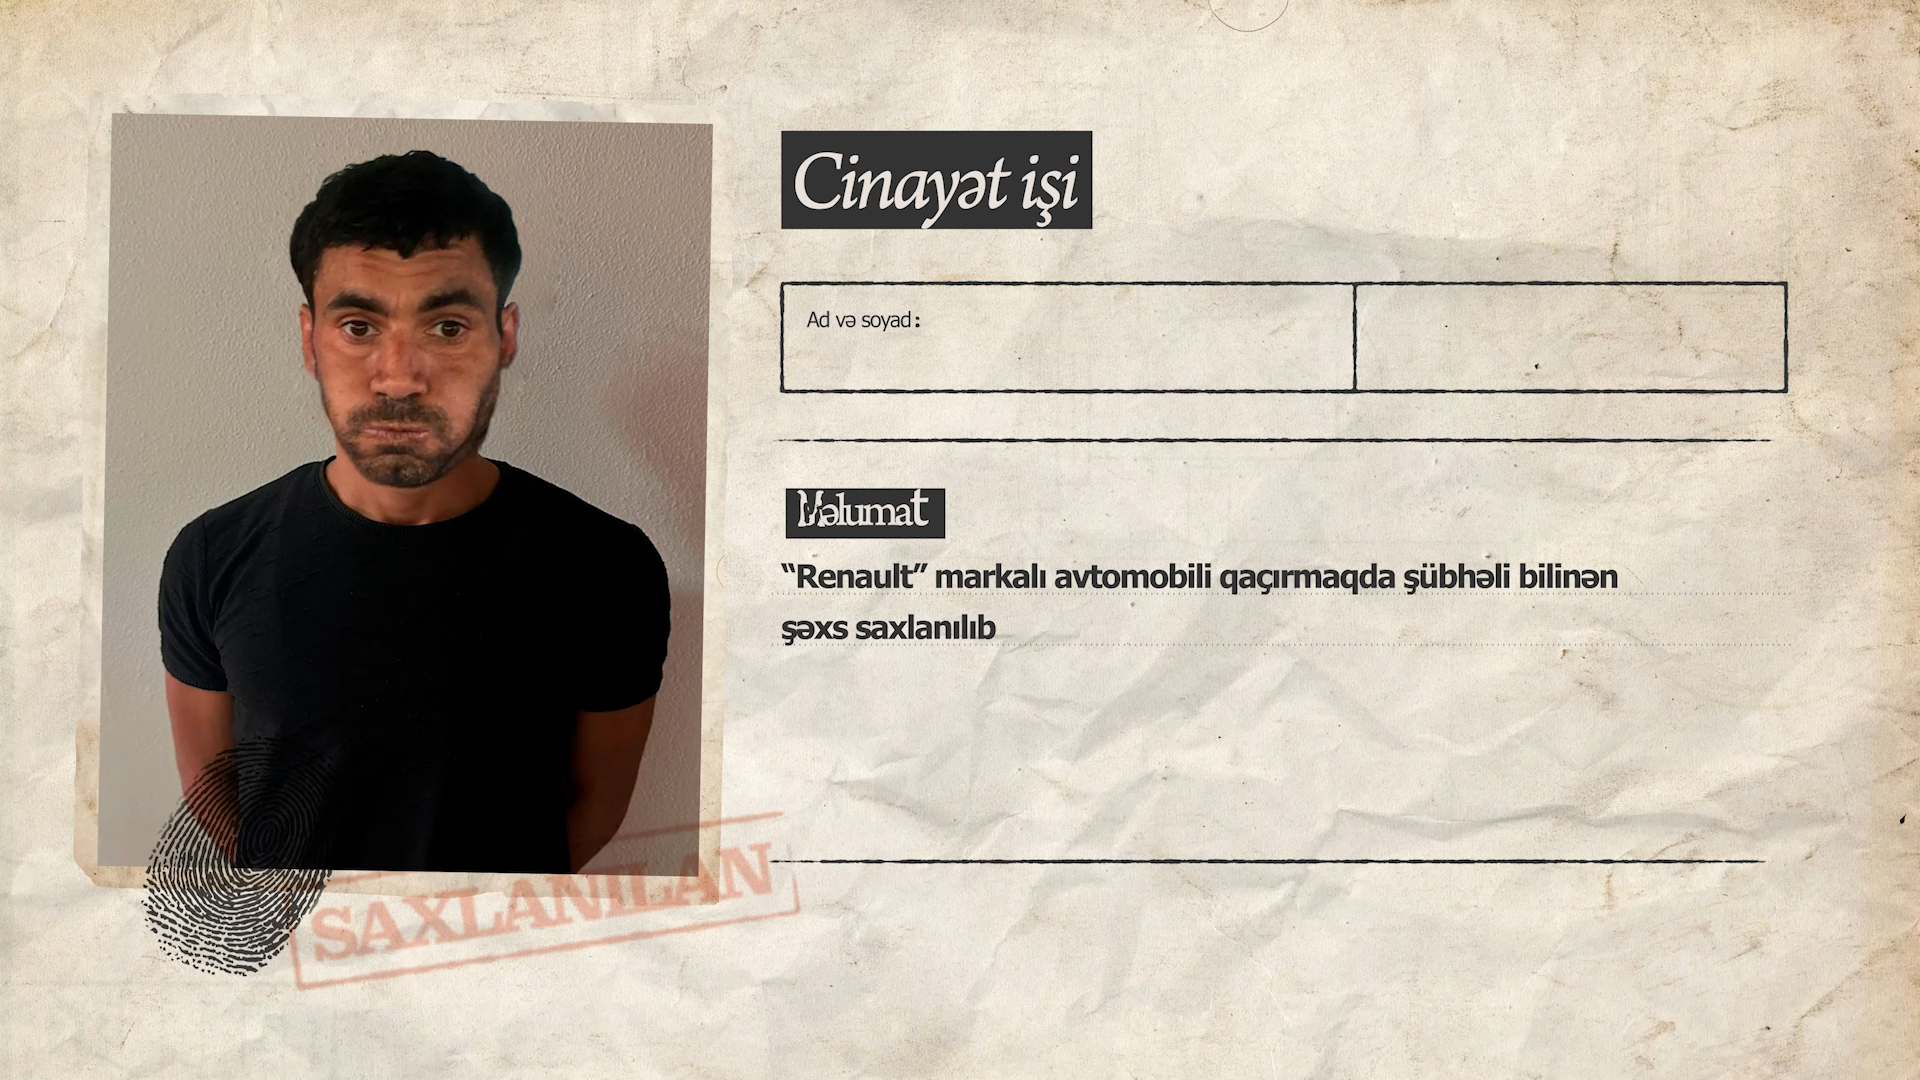 Cinayət işi
Ad və soyad:
Məlumat
“Renault” markalı avtomobili qaçırmaqda şübhəli bilinən
şəxs saxlanılıb
SAXLANILAN